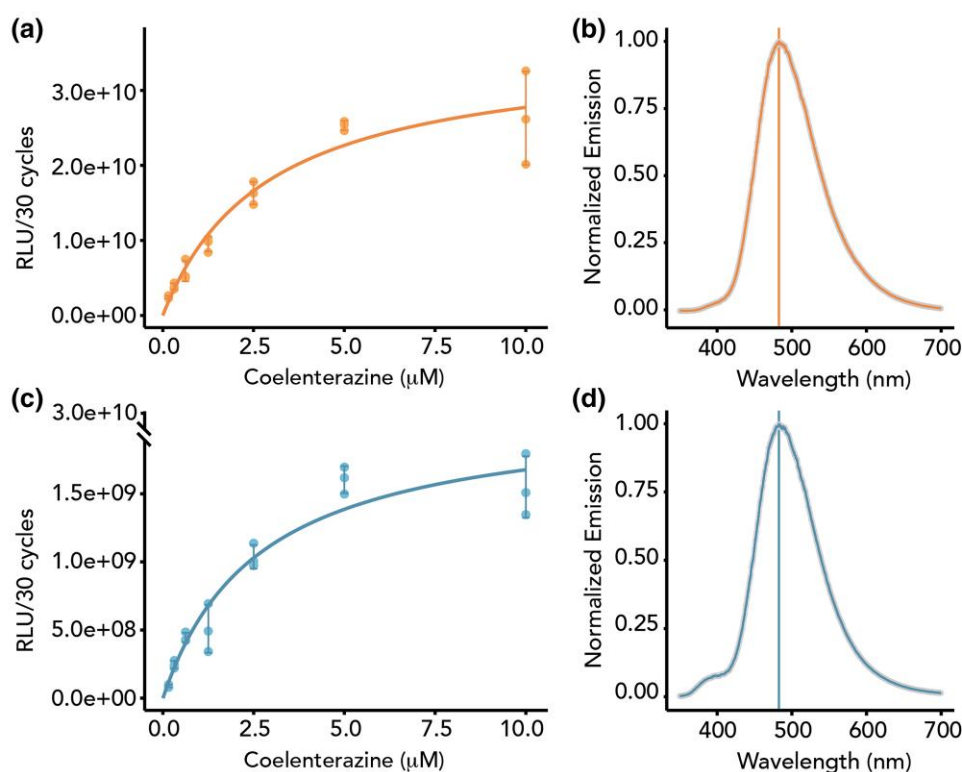 (a)
RLU/30 cycles
3.0e+10
2.0e+10
1.0e+10
0.0e+00
0.0 2.5 5.0 7.5 10.0
Coelenterazine (μM)
(b)
Normalized Emission
1.00
0.75
0.50
0.25
0.00
400 500 600 700
Wavelength (nm)
(c)
RLU/30 cycles
3.0e+10
1.5e+09
1.0e+09
5.0e+08
0.0e+00
0.0 2.5 5.0 7.5 10.0
Coelenterazine (μM)
(d)
Normalized Emission
1.00
0.75
0.50
0.25
0.00
400 500 600 700
Wavelength (nm)